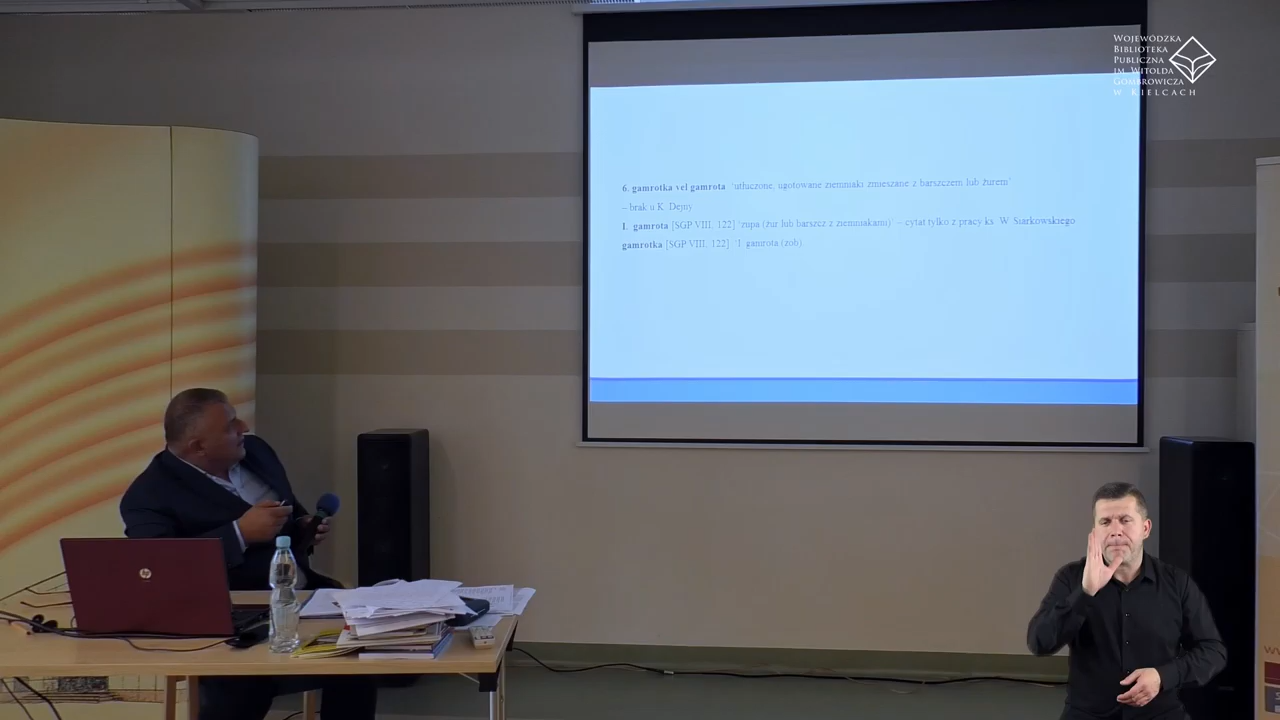 WOJEWÓDZKA
BIBLIOTEKA
PUBLICZNA
IM. WITOLDA
GOMBROWICZA
W KIELCACH
6. gamrotka vel gamrota 'utłuczone, ugotowane ziemniaki zmieszane z barszczem lub żurem'
– brak u K. Dejny
I. gamrota [SGP VIII, 122] 'zupa (żur lub barszcz z ziemniakami)' – cytat tylko z pracy ks. W. Siarkowskiego
gamrotka [SGP VIII, 122] '1. gamrota (zob)
hp